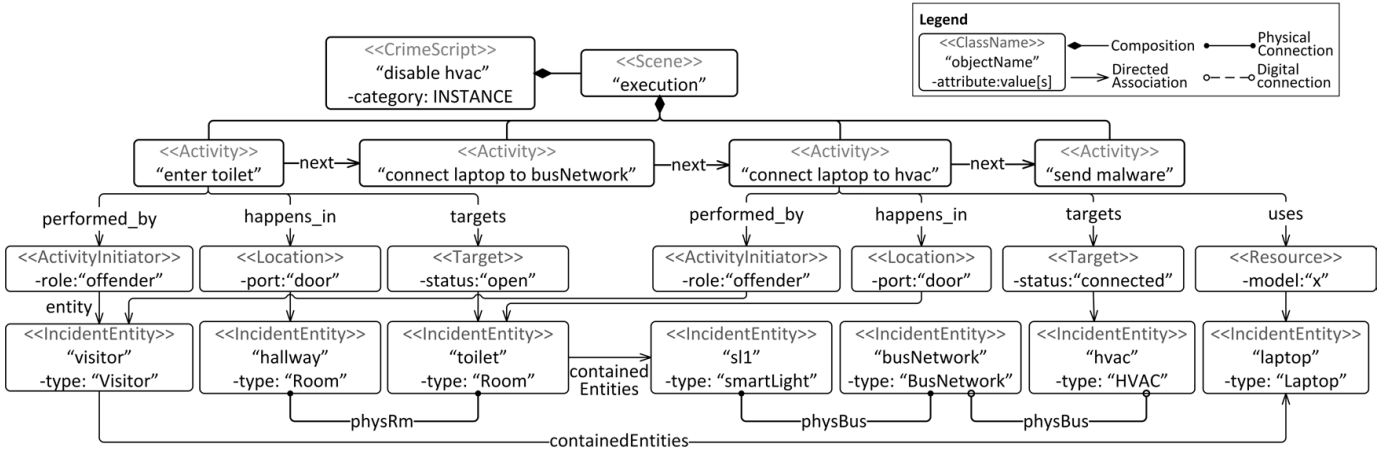 Legend
<<ClassName>>
“objectName”
-attribute:value[s]
Composition
Physical
Connection
Directed
Association
Digital
connection
<<CrimeScript>>
“disable hvac”
-category: INSTANCE
<<Scene>>
“execution”
<<Activity>>
“enter toilet”
next
<<Activity>>
“connect laptop to busNetwork”
next
<<Activity>>
“connect laptop to hvac”
next
<<Activity>>
“send malware”
performed_by
happens_in
targets
performed_by
happens_in
targets
uses
<<ActivityInitiator>>
-role:“offender”
<<Location>>
-port:“door”
<<Target>>
-status:“open”
<<ActivityInitiator>>
-role:“offender”
<<Location>>
-port:“door”
<<Target>>
-status:“connected”
<<Resource>>
-model:“x”
entity
<<IncidentEntity>>
“visitor”
-type: “Visitor”
<<IncidentEntity>>
“hallway”
-type: “Room”
<<IncidentEntity>>
“toilet”
-type: “Room”
contained
Entities
<<IncidentEntity>>
“sl1”
-type: “smartLight”
<<IncidentEntity>>
“busNetwork”
-type: “BusNetwork”
<<IncidentEntity>>
“hvac”
-type: “HVAC”
<<IncidentEntity>>
“laptop”
-type: “Laptop”
physRm
physBus
physBus
containedEntities